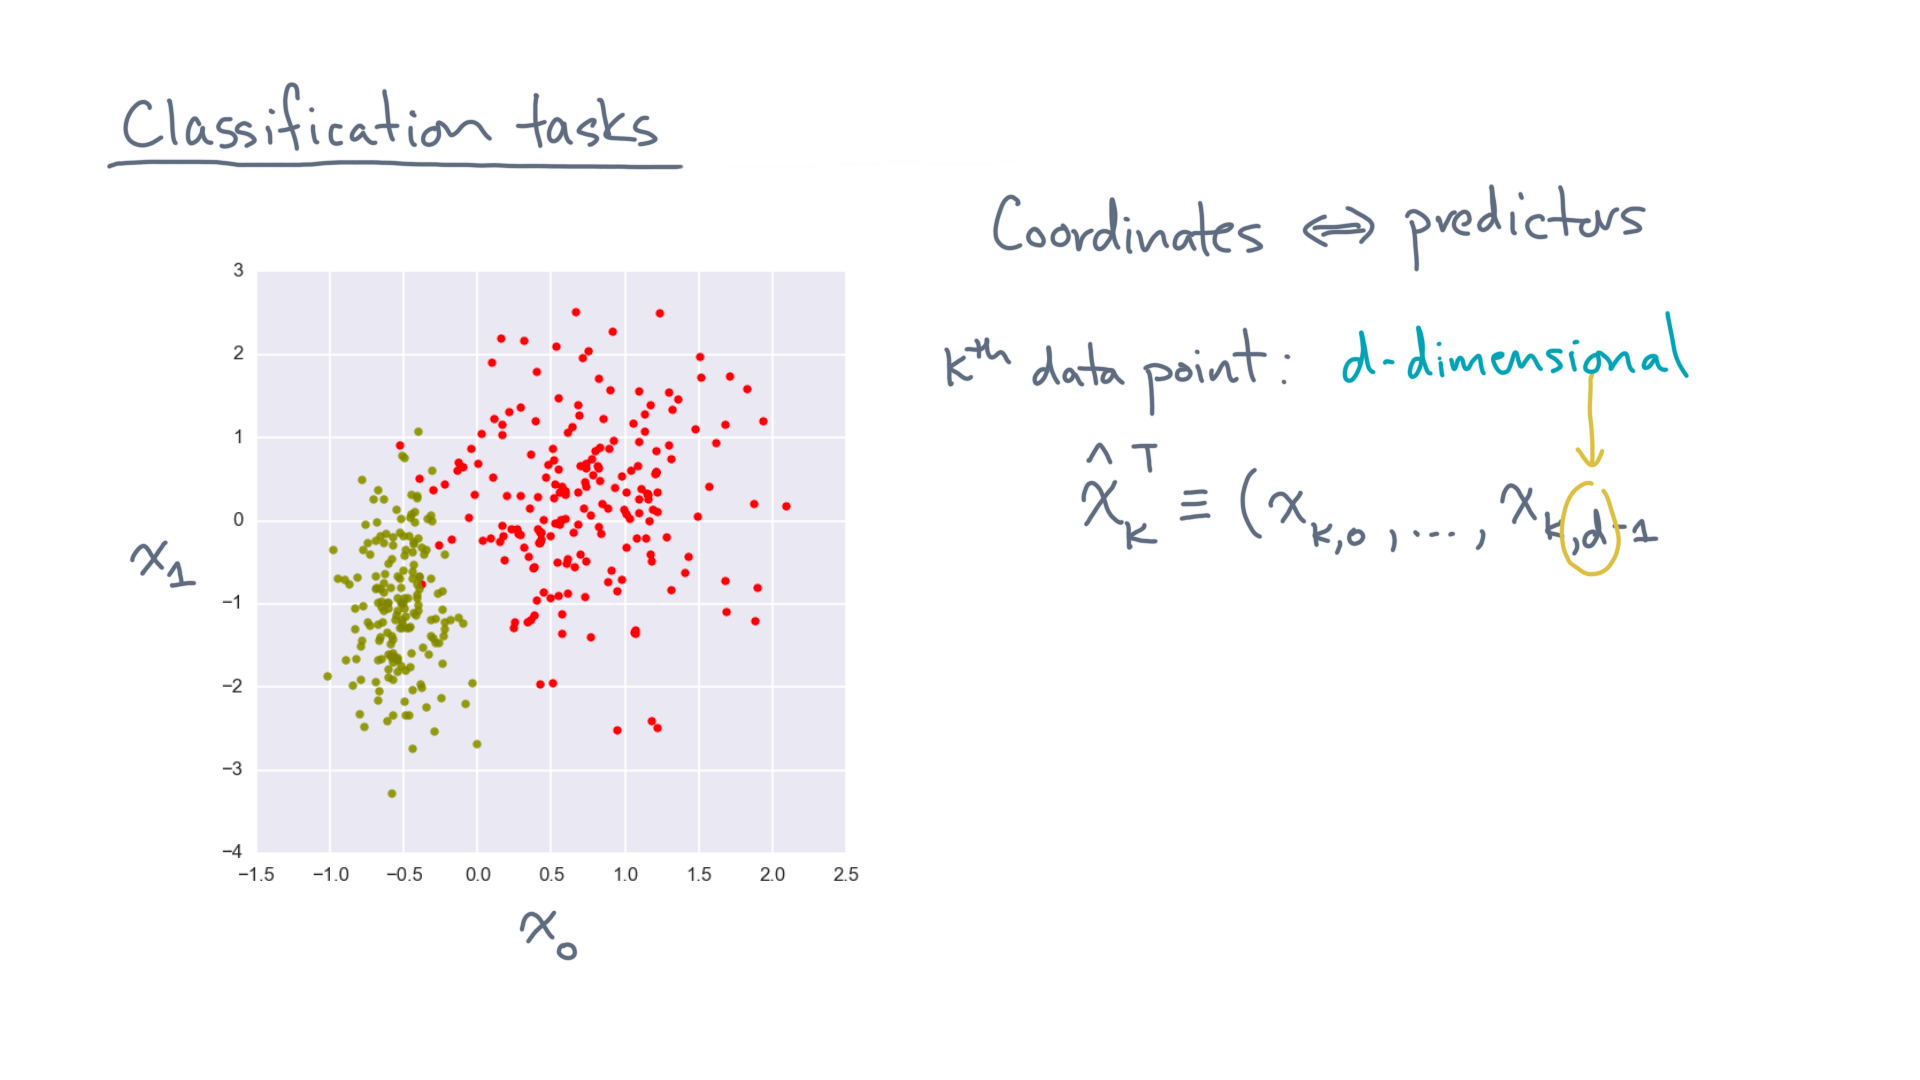 Classification tasks
Coordinates ⇔ predictors
kᵗʰ data point: d-dimensional
x̂ₖᵀ ≡ (x_{k,0}, ..., x_{k,d-1}
3
2
1
0
−1
−2
−3
−4
x₁
−1.5 −1.0 −0.5 0.0 0.5 1.0 1.5 2.0 2.5
x₀